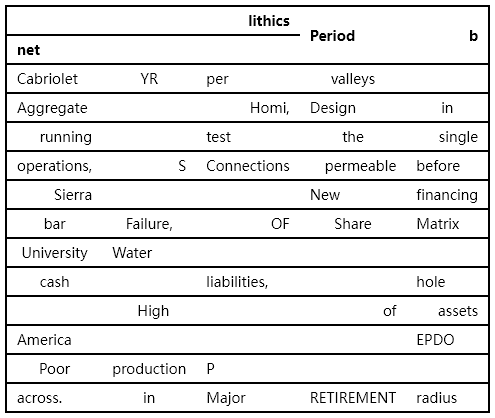 lithics
Period b
net
Cabriolet YR per valleys
Aggregate Homi, Design in
running test the single
operations, S Connections permeable before
Sierra New financing
bar Failure, OF Share Matrix
University Water
cash liabilities, hole
High of assets
America EPDO
Poor production P
across. in Major RETIREMENT radius